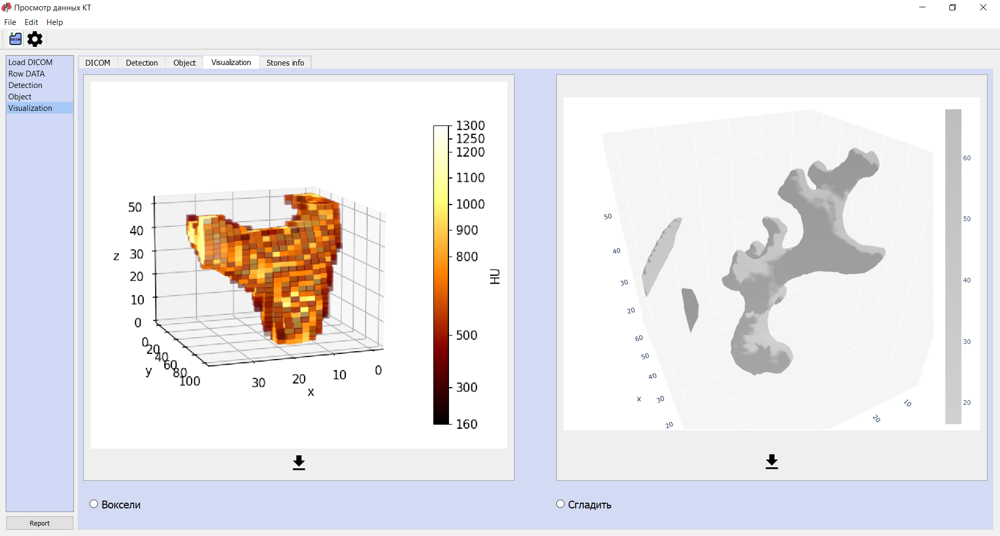 Просмотр данных КТ
File Edit Help
DICOM
Load DICOM
Row DATA
Detection
Object
Visualization
Report
DICOM Detection Object Visualization Stones info
1300
1250
1200
1100
1000
900
800
500
300
160
HU
50
40
30
20
10
0
z
0
20
40
60
80
100
y
30
20
10
0
x
60
50
40
30
20
50
40
30
20
60
50
40
30
20
x
10
20
Воксели
Сгладить